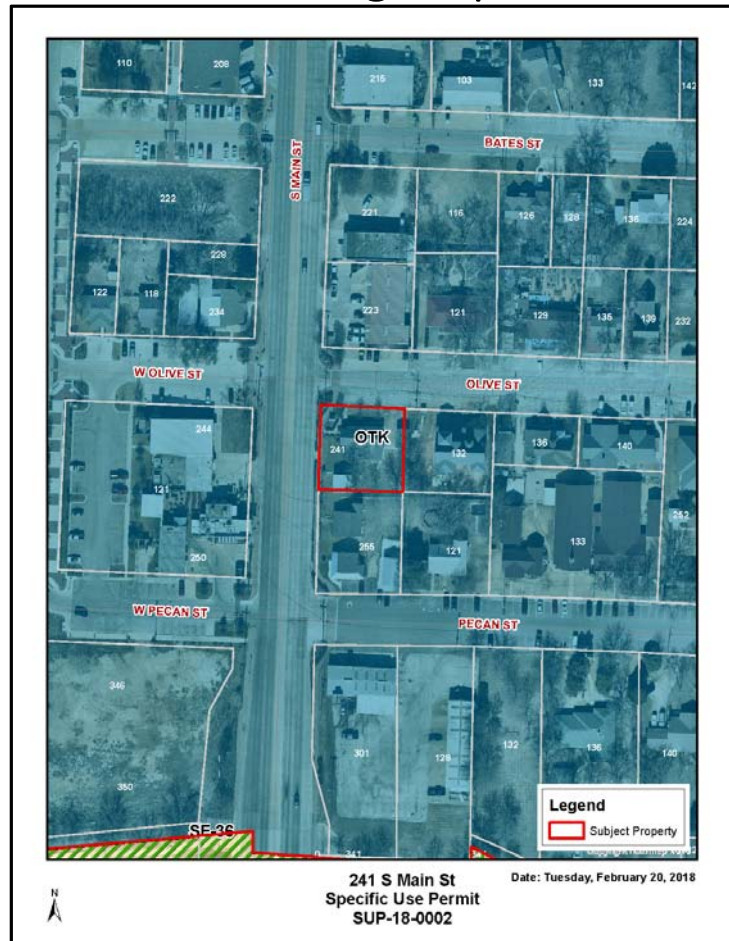 110
208
215
103
133
142
BATES ST
S MAIN ST
222
221
116
126
128
136
224
228
122
118
234
223
121
129
135
139
232
W OLIVE ST
OLIVE ST
244
OTK
241
132
136
140
121
252
255
121
133
250
W PECAN ST
PECAN ST
346
301
128
132
136
140
350
Legend
Subject Property
SF-36
241 S Main St
Specific Use Permit
SUP-18-0002
Date: Tuesday, February 20, 2018
N